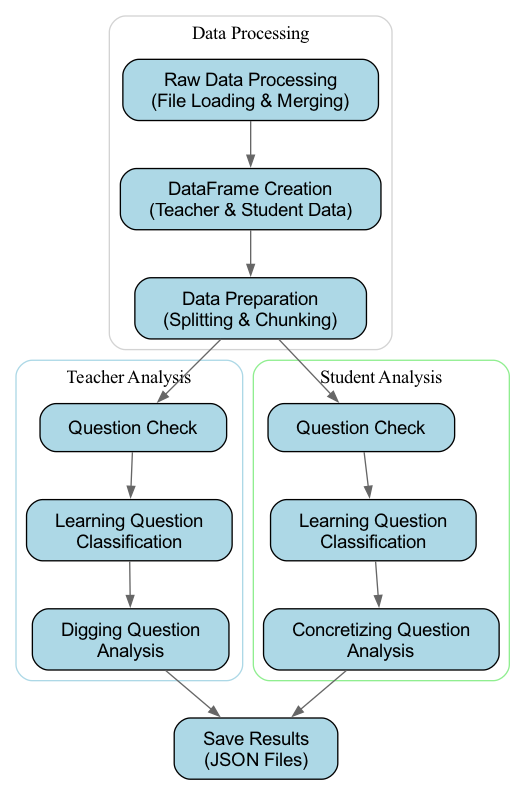 Data Processing
Raw Data Processing
(File Loading & Merging)
DataFrame Creation
(Teacher & Student Data)
Data Preparation
(Splitting & Chunking)
Teacher Analysis
Question Check
Learning Question
Classification
Digging Question
Analysis
Student Analysis
Question Check
Learning Question
Classification
Concretizing Question
Analysis
Save Results
(JSON Files)